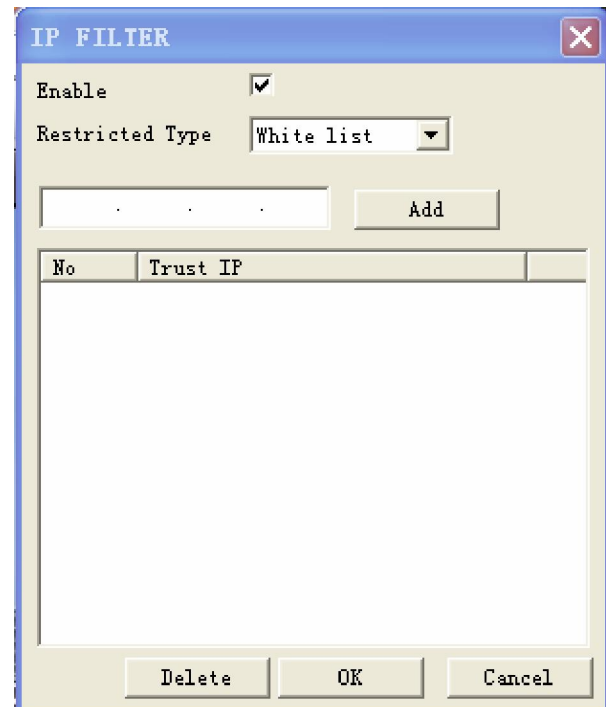 IP FILTER
Enable
Restricted Type White list
. . . Add
No Trust IP
Delete OK Cancel